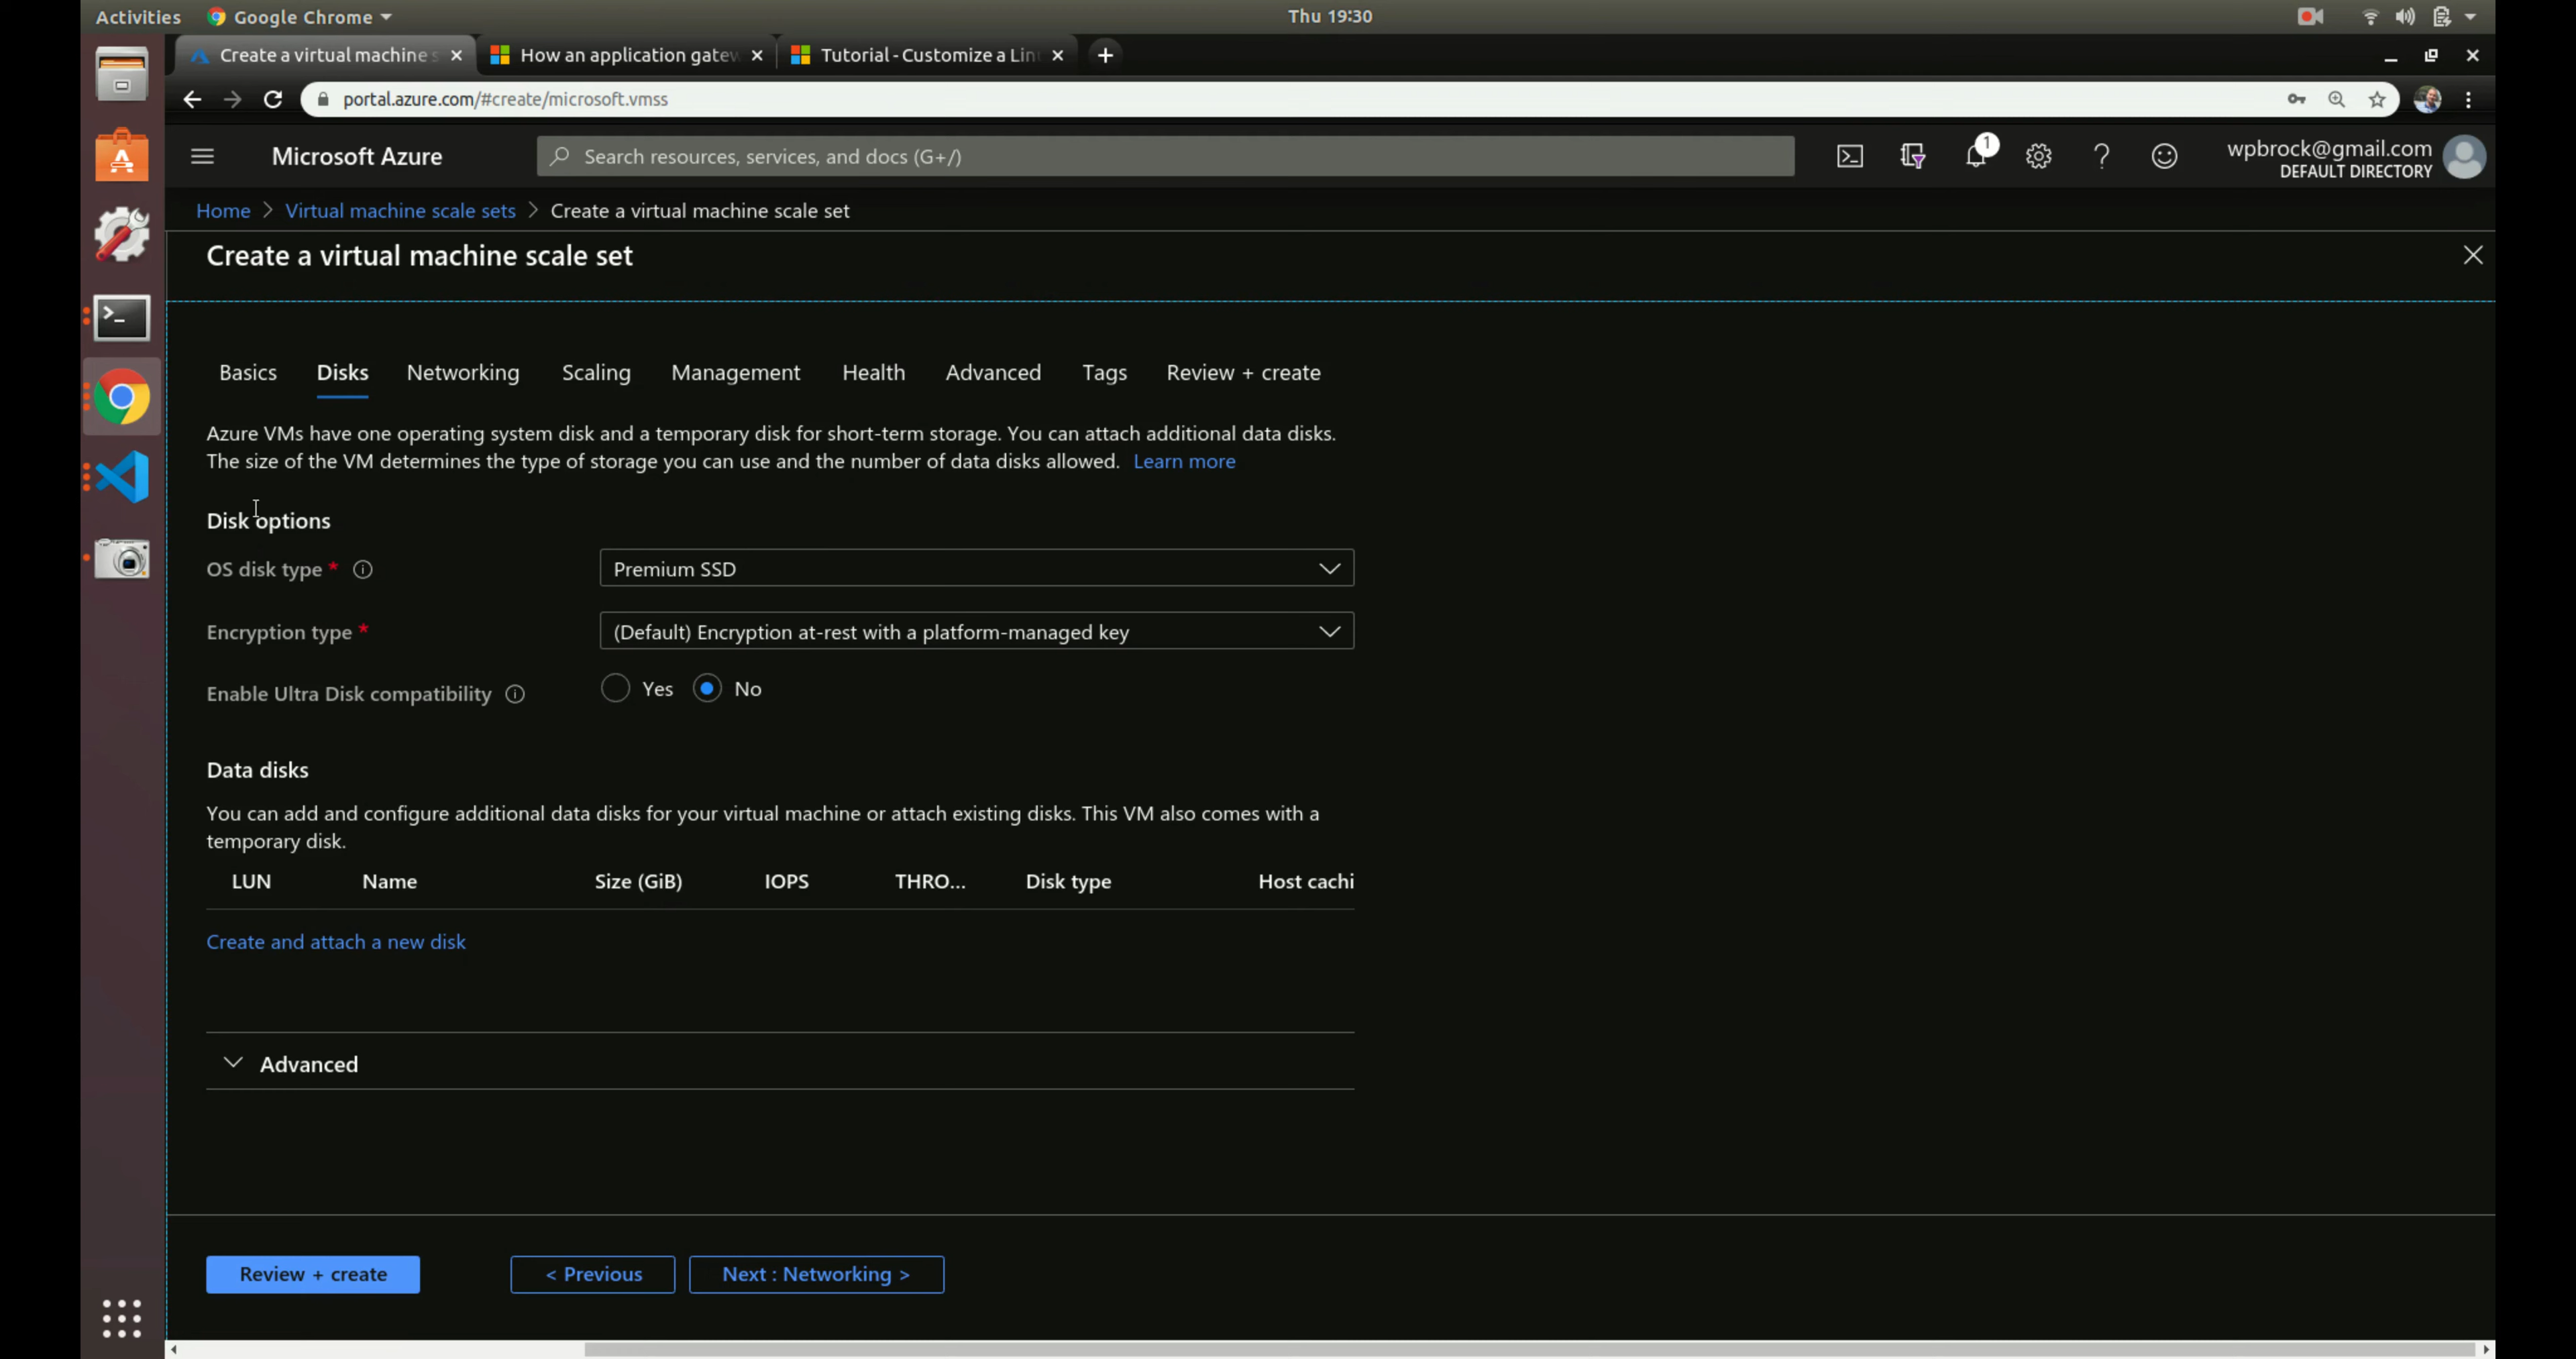 Activities Google Chrome Thu 19:30
Create a virtual machine s How an application gatew Tutorial - Customize a Lin
portal.azure.com/#create/microsoft.vmss
Microsoft Azure Search resources, services, and docs (G+/) 1 wpbrock@gmail.com
DEFAULT DIRECTORY
Home > Virtual machine scale sets > Create a virtual machine scale set
Create a virtual machine scale set
Basics Disks Networking Scaling Management Health Advanced Tags Review + create
Azure VMs have one operating system disk and a temporary disk for short-term storage. You can attach additional data disks.
The size of the VM determines the type of storage you can use and the number of data disks allowed. Learn more
Disk options
OS disk type * Premium SSD
Encryption type * (Default) Encryption at-rest with a platform-managed key
Enable Ultra Disk compatibility Yes No
Data disks
You can add and configure additional data disks for your virtual machine or attach existing disks. This VM also comes with a
temporary disk.
LUN Name Size (GiB) IOPS THRO... Disk type Host cachi
Create and attach a new disk
Advanced
Review + create < Previous Next : Networking >